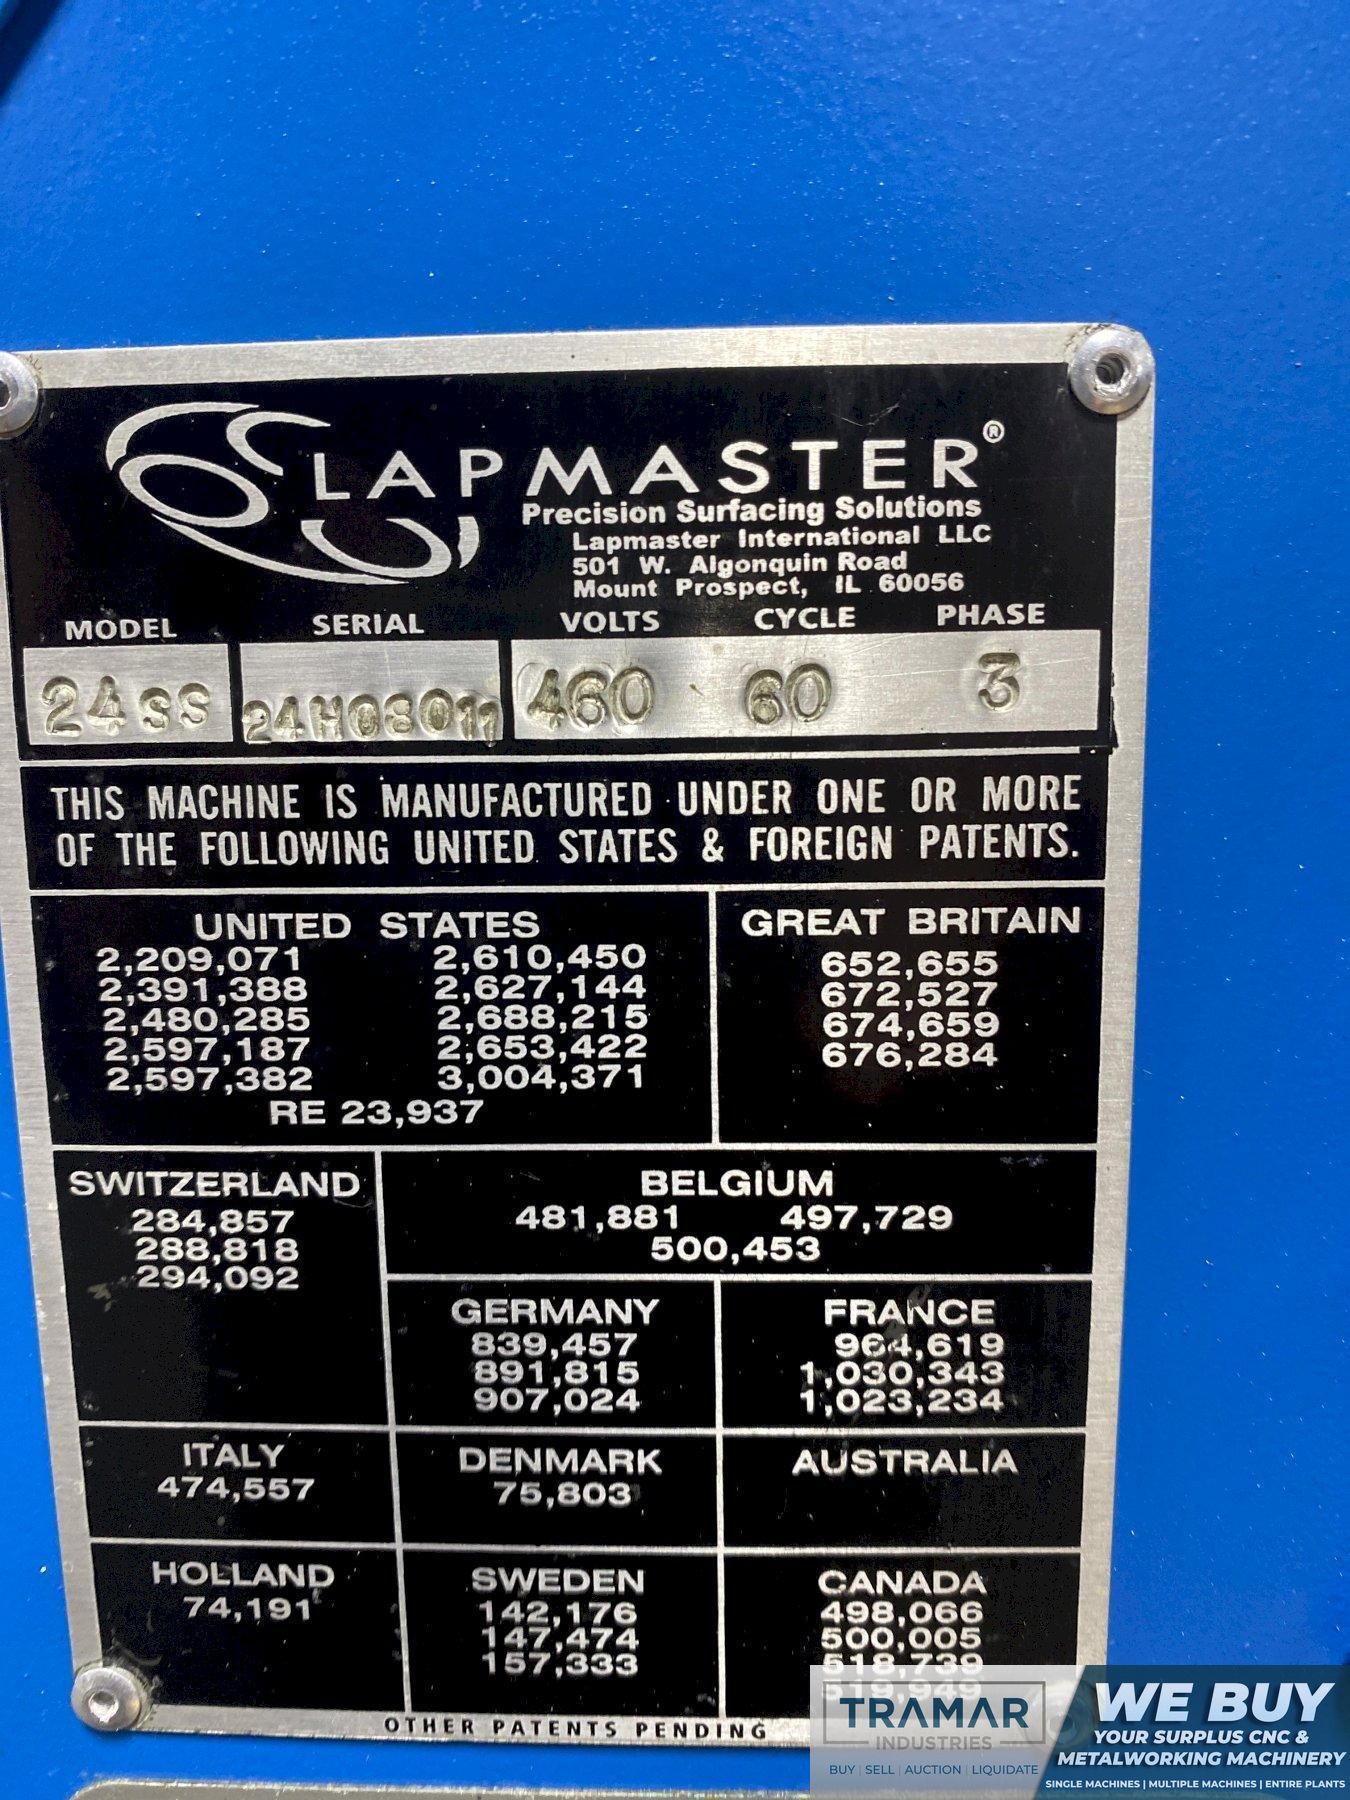 LAPMASTER®
Precision Surfacing Solutions
Lapmaster International LLC
501 W. Algonquin Road
Mount Prospect, IL 60056
MODEL SERIAL VOLTS CYCLE PHASE
24SS 24H08011 460 60 3
THIS MACHINE IS MANUFACTURED UNDER ONE OR MORE
OF THE FOLLOWING UNITED STATES & FOREIGN PATENTS.
UNITED STATES
2,209,071 2,610,450
2,391,388 2,627,144
2,480,285 2,688,215
2,597,187 2,653,422
2,597,382 3,004,371
RE 23,937
GREAT BRITAIN
652,655
672,527
674,659
676,284
SWITZERLAND
284,857
288,818
294,092
BELGIUM
481,881 497,729
500,453
GERMANY
839,457
891,815
907,024
FRANCE
964,619
1,030,343
1,023,234
ITALY
474,557
DENMARK
75,803
AUSTRALIA
HOLLAND
74,191
SWEDEN
142,176
147,474
157,333
CANADA
498,066
500,005
518,739
519,949
OTHER PATENTS PENDING
TRAMAR
INDUSTRIES
BUY | SELL | AUCTION | LIQUIDATE
WE BUY
YOUR SURPLUS CNC &
METALWORKING MACHINERY
SINGLE MACHINES | MULTIPLE MACHINES | ENTIRE PLANTS